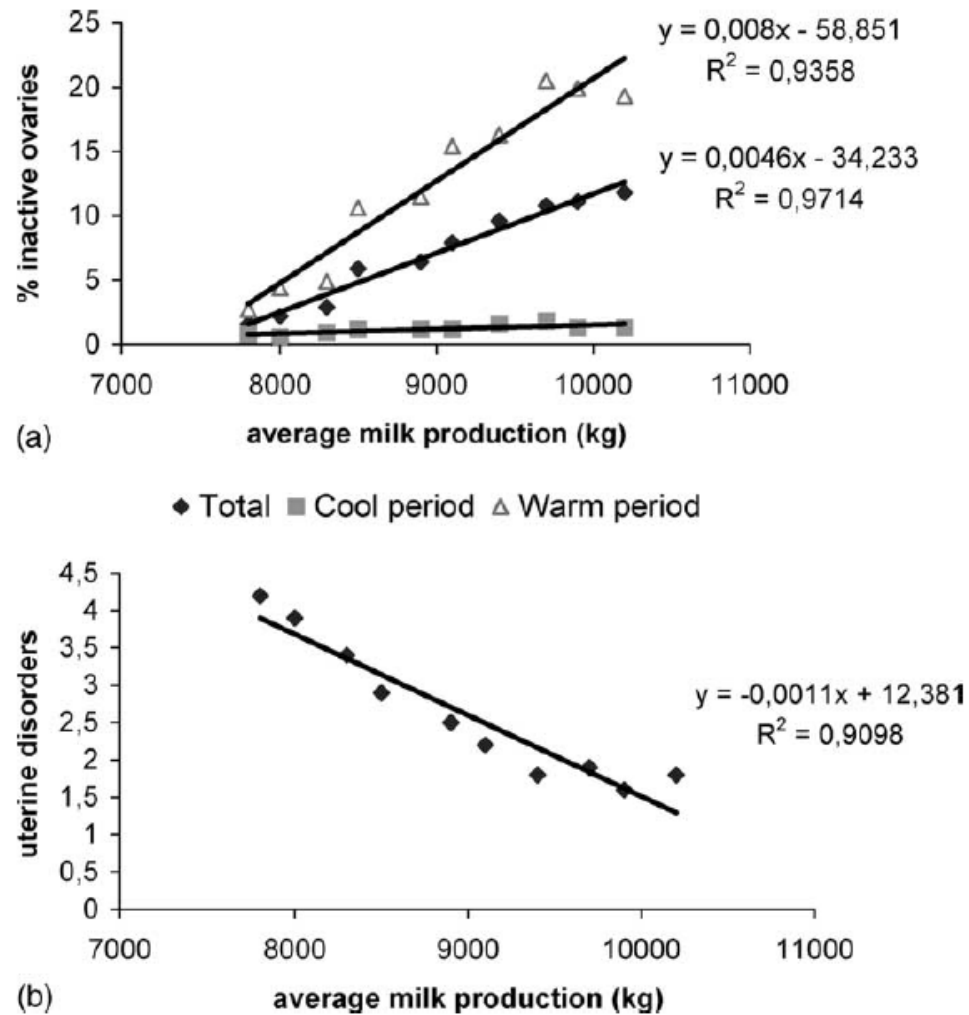 y = 0,008x - 58,851
R² = 0,9358
y = 0,0046x - 34,233
R² = 0,9714
% inactive ovaries
25
20
15
10
5
0
7000 8000 9000 10000 11000
(a) average milk production (kg)
Total Cool period Warm period
uterine disorders
4,5
4
3,5
3
2,5
2
1,5
1
0,5
0
y = -0,0011x + 12,381
R² = 0,9098
7000 8000 9000 10000 11000
(b) average milk production (kg)